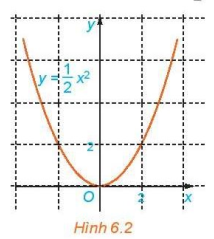 y
y = 1/2 x²
2
O 2 x
Hình 6.2